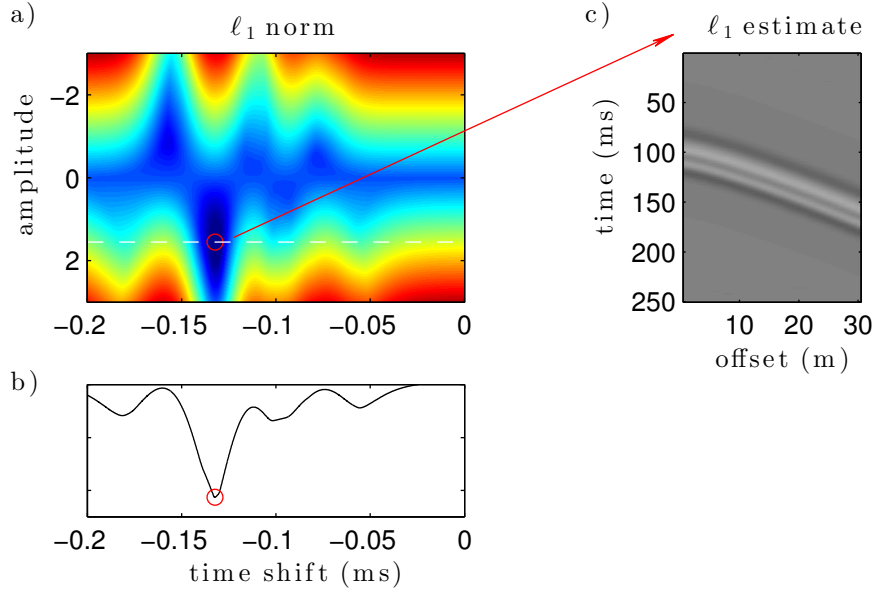 a)
ℓ1 norm
amplitude
−2
0
2
−0.2 −0.15 −0.1 −0.05 0
b)
−0.2 −0.15 −0.1 −0.05 0
time shift (ms)
c)
ℓ1 estimate
time (ms)
50
100
150
200
250
10 20 30
offset (m)